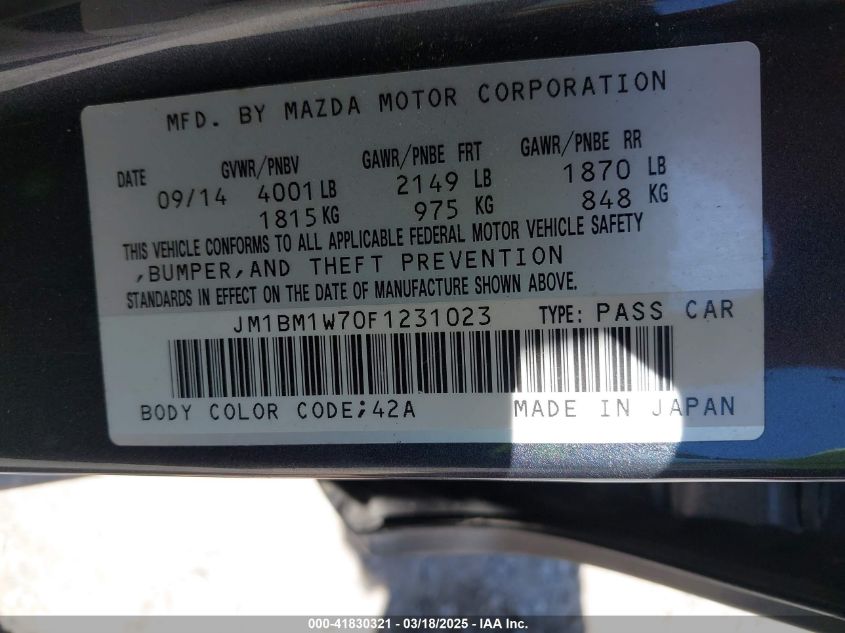 MFD. BY MAZDA MOTOR CORPORATION
DATE GVWR/PNBV GAWR/PNBE FRT GAWR/PNBE RR
09/14 4001 LB 2149 LB 1870 LB
1815 KG 975 KG 848 KG
THIS VEHICLE CONFORMS TO ALL APPLICABLE FEDERAL MOTOR VEHICLE SAFETY
,BUMPER,AND THEFT PREVENTION
STANDARDS IN EFFECT ON THE DATE OF MANUFACTURE SHOWN ABOVE.
JM1BM1W70F1231023 TYPE: PASS CAR
BODY COLOR CODE;42A MADE IN JAPAN
000-41830321 — 03/18/2025 — Copyright © 2025 IAA, Inc.